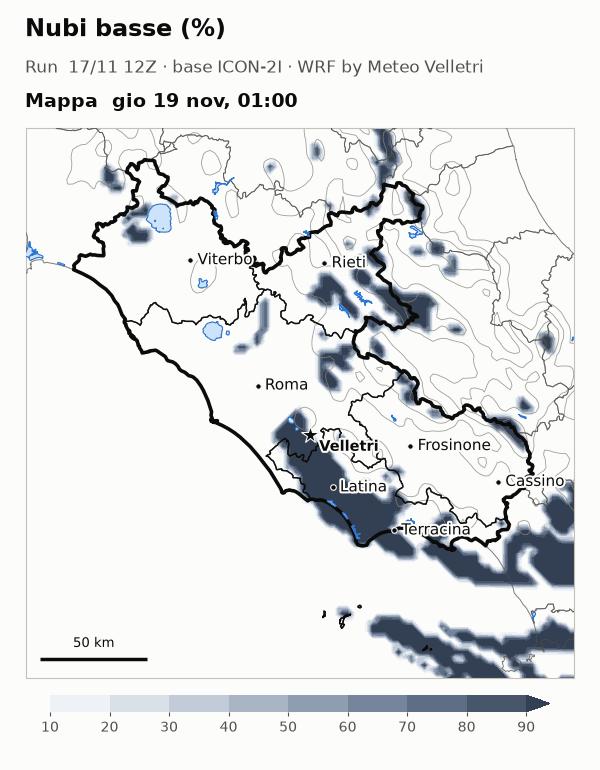 Nubi basse (%)
Run  17/11 12Z · base ICON-2I · WRF by Meteo Velletri
Mappa  gio 19 nov, 01:00
Viterbo
Rieti
Roma
Velletri
Frosinone
Latina
Cassino
Terracina
50 km
10 20 30 40 50 60 70 80 90